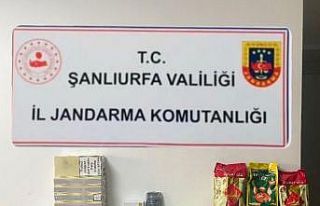 T.C.
ŞANLIURFA VALİLİĞİ
İL JANDARMA KOMUTANLIĞI